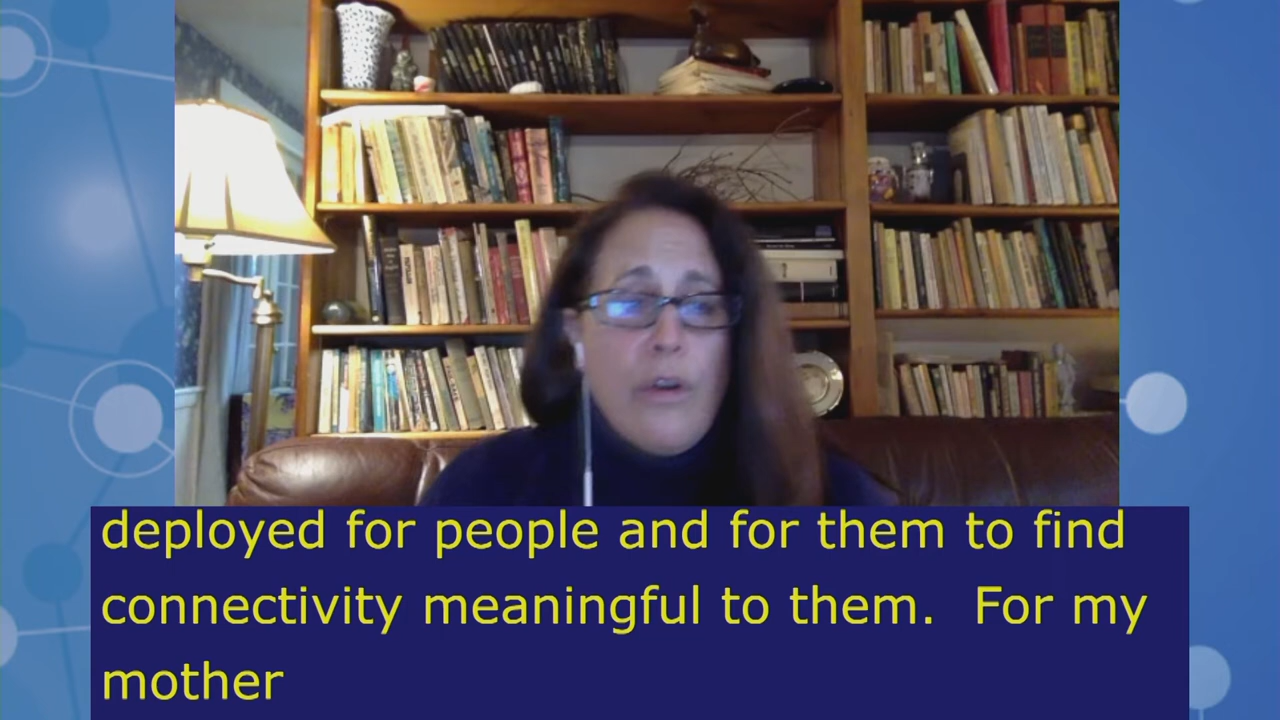 deployed for people and for them to find
connectivity meaningful to them.  For my
mother